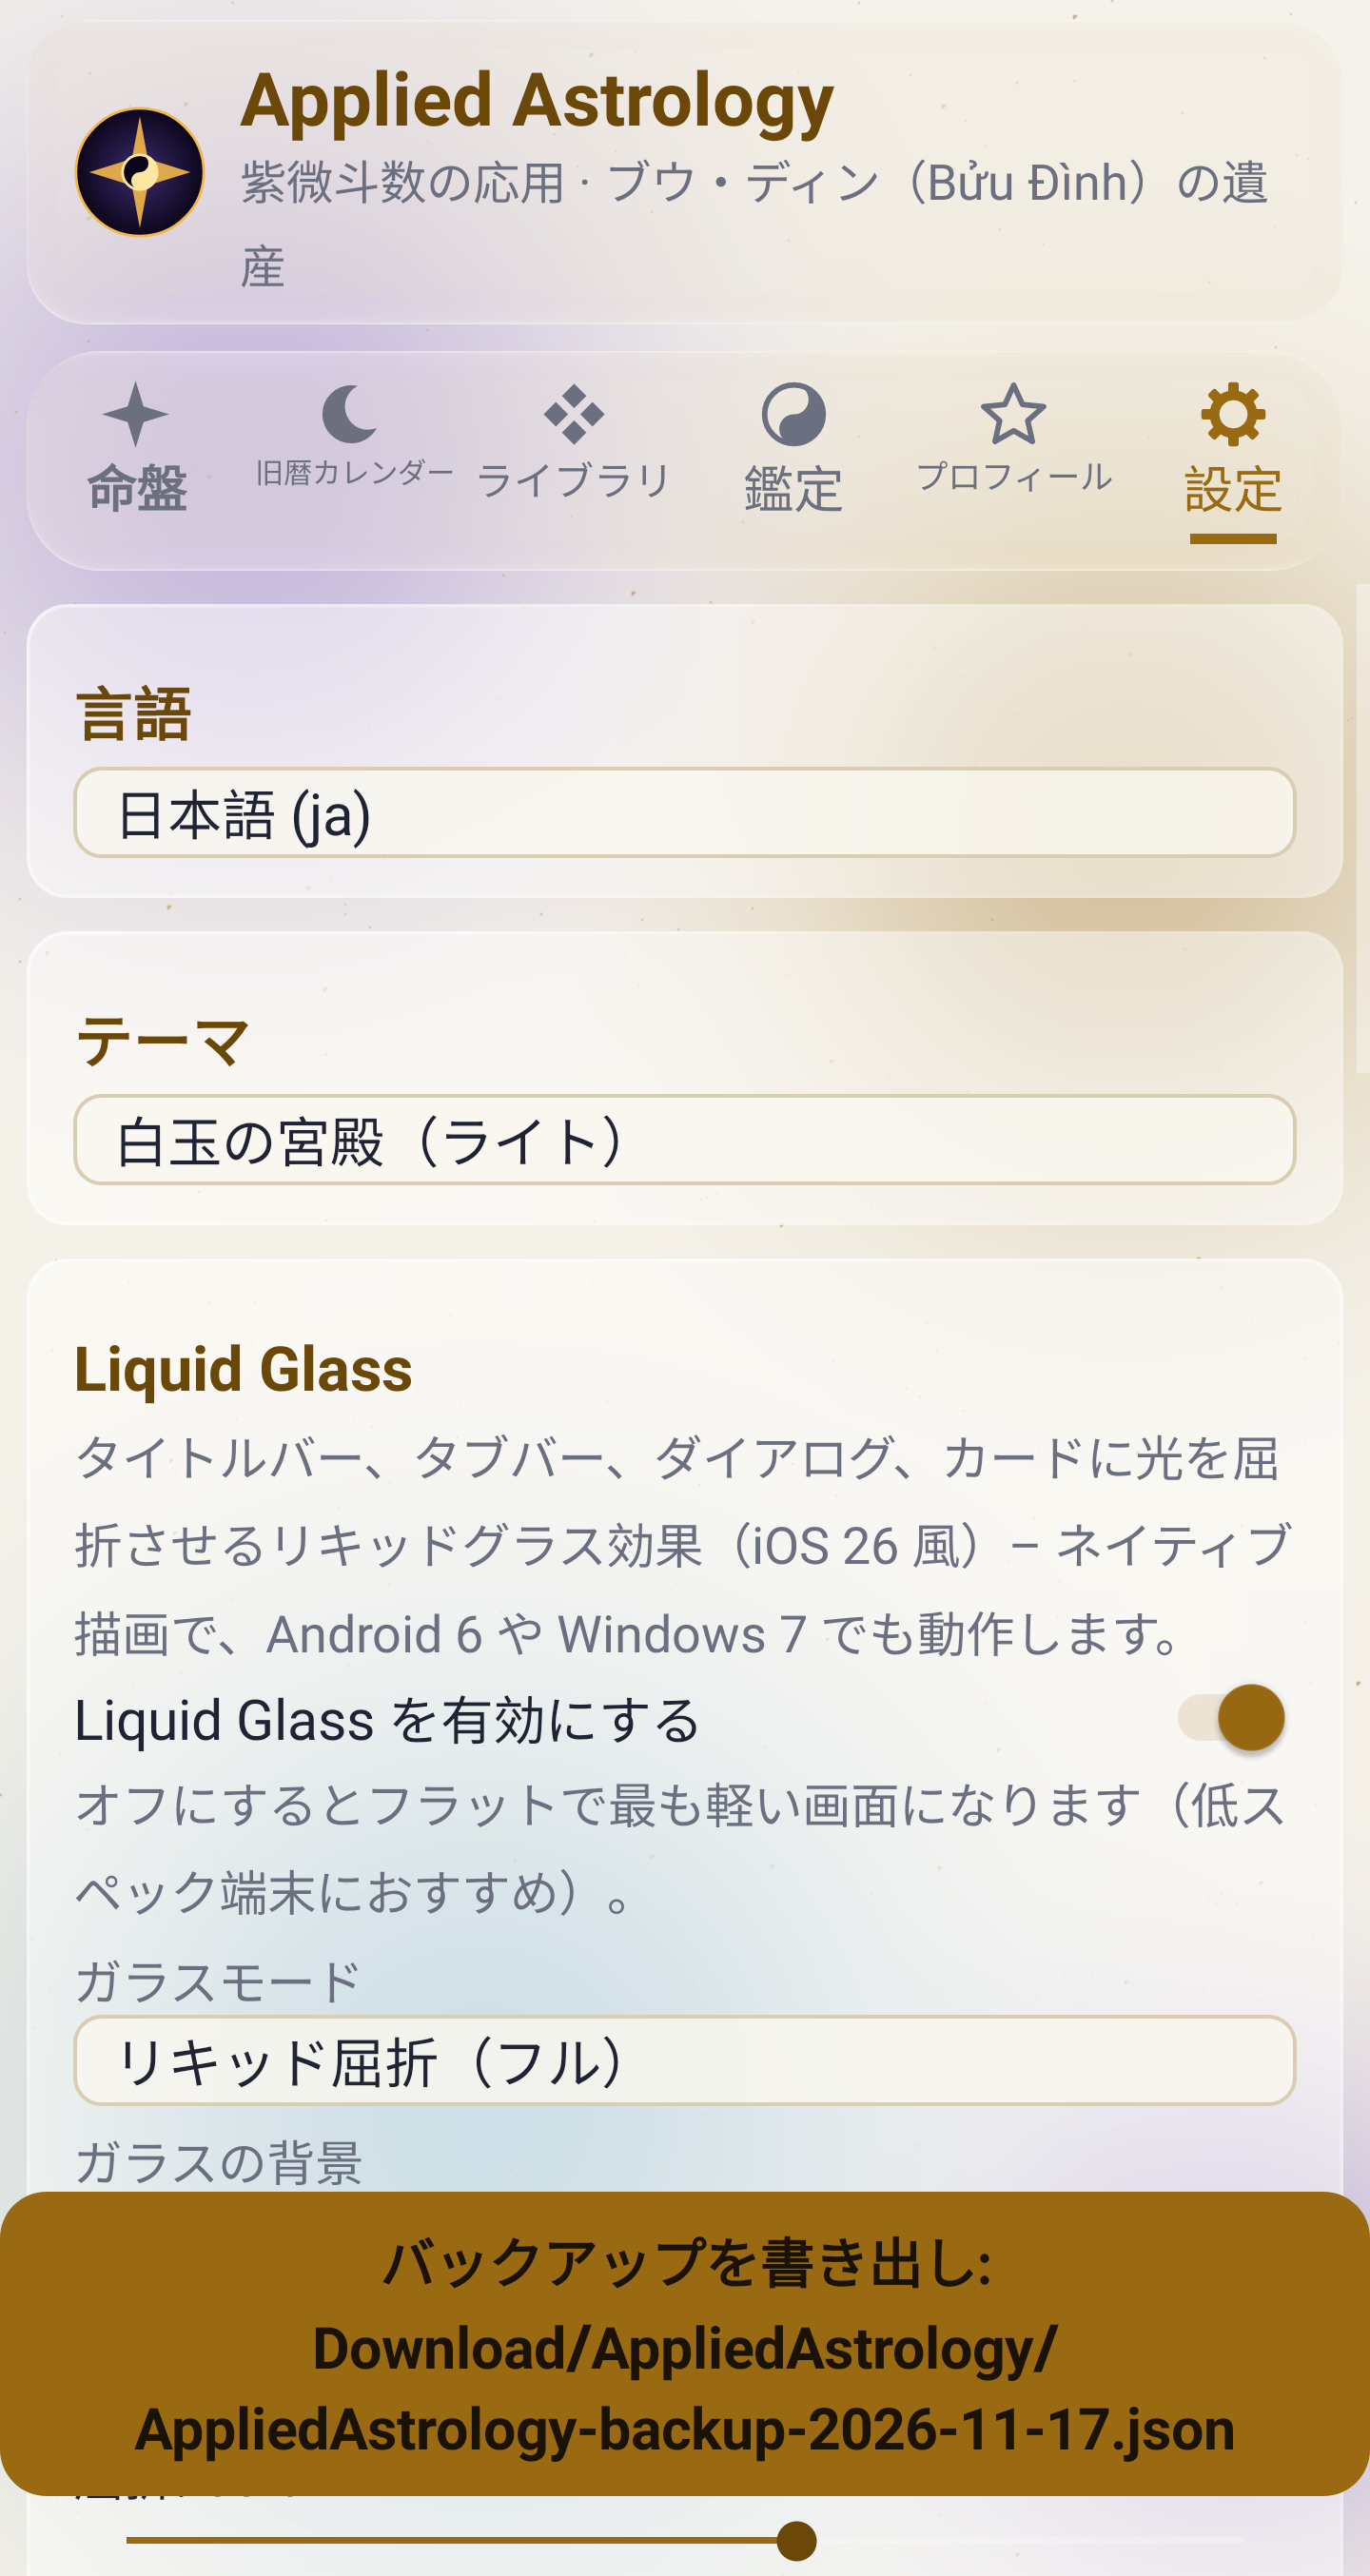 Applied Astrology
紫微斗数の応用 · ブウ・ディン（Bửu Đình）の遺
産
命盤
旧暦カレンダー
ライブラリ
鑑定
プロフィール
設定
言語
日本語 (ja)
テーマ
白玉の宮殿（ライト）
Liquid Glass
タイトルバー、タブバー、ダイアログ、カードに光を屈
折させるリキッドグラス効果（iOS 26 風）– ネイティブ
描画で、Android 6 や Windows 7 でも動作します。
Liquid Glass を有効にする
オフにするとフラットで最も軽い画面になります（低ス
ペック端末におすすめ）。
ガラスモード
リキッド屈折（フル）
ガラスの背景
バックアップを書き出し:
Download/AppliedAstrology/
AppliedAstrology-backup-2026-11-17.json